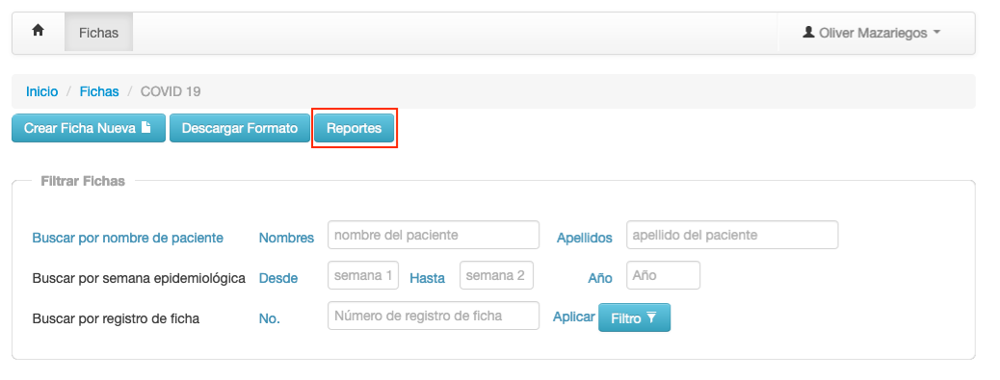 Fichas Oliver Mazariegos
Inicio / Fichas / COVID 19
Crear Ficha Nueva Descargar Formato Reportes
Filtrar Fichas
Buscar por nombre de paciente Nombres nombre del paciente Apellidos apellido del paciente
Buscar por semana epidemiológica Desde semana 1 Hasta semana 2 Año Año
Buscar por registro de ficha No. Número de registro de ficha Aplicar Filtro